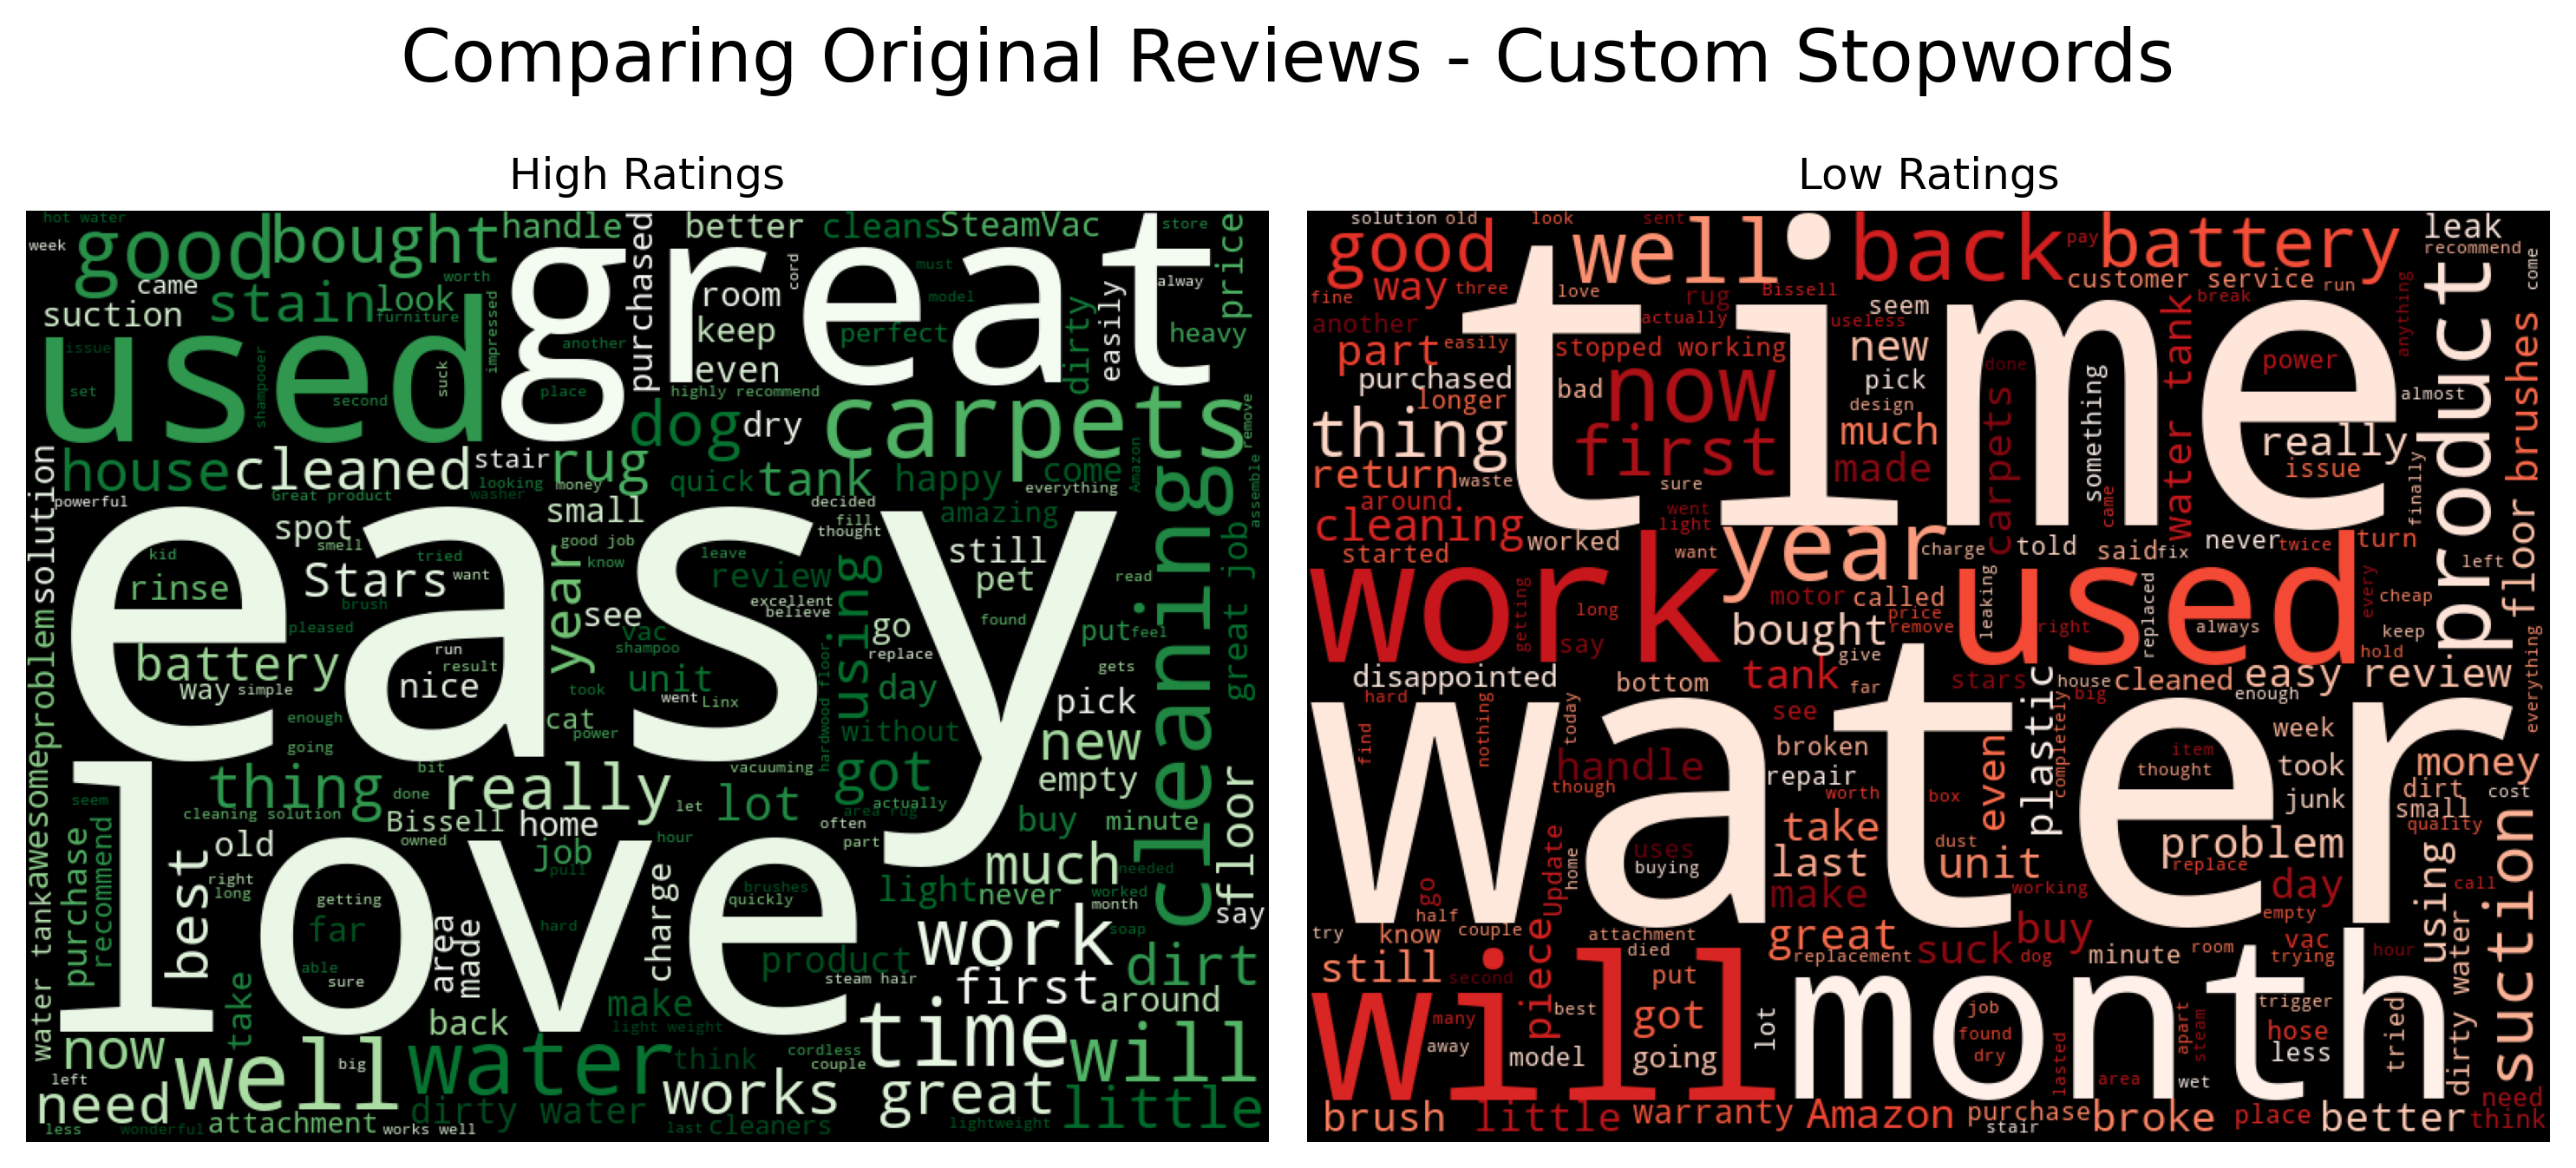 Comparing Original Reviews - Custom Stopwords
High Ratings
hot water
good
bought
handle
better
cleans
SteamVac
store
price
week
came
worth
purchased
cord
must
alway
great
stain
look
furniture
impressed
room
model
suction
used
keep
perfect
dirty
easily
heavy
issue
set
shampooer
second
suck
another
even
place
highly recommend
dog
dry
carpets
remove
house
cleaned
stair
rug
looking
quick
tank
happy
come
Amazon
assemble
solution
powerful
Great product
washer
money
decided
everything
cleaning
easy
spot
smell
small
fill
thought
amazing
kid
tried
good job
know
leave
still
rinse
Stars
want
year
review
using
pet
read
brush
see
excellent
believe
found
great job
problem
pleased
vac
shampoo
go
replace
put
feel
battery
run
result
gets
way
simple
nice
took
unit
day
went
Linx
pick
enough
cat
power
hardwood floor
without
going
new
awesome
thing
bit
really
vacuuming
got
empty
seem
done
let
lot
actually
floor
cleaning solution
Bissell
home
area rug
often
buy
minute
purchase
recommend
old
owned
job
hour
part
best
love
pull
much
needed
right
long
getting
charge
brushes
quickly
light
never
worked
month
say
far
area
made
hard
work
soap
able
sure
product
steam hair
dirt
water tank
take
first
around
make
back
light weight
time
now
well
water
think
cordless
couple
will
big
left
need
attachment
dirty water
works
great
little
less
wonderful
works well
last
cleaners
lightweight
Low Ratings
solution
old
look
sent
good
well
back
pay
battery
leak
recommend
way
three
love
rug
Bissell
customer service
run
come
fine
time
seem
break
another
actually
useless
part
easily
stopped working
new
power
anything
product
purchased
longer
bad
now
pick
done
design
almost
brushes
thing
first
much
something
water tank
really
return
waste
sure
made
carpets
issue
around
went
light
came
finally
cleaning
started
worked
want
year
charge
told
said
fix
never
twice
turn
left
floor
work
used
motor
called
leaking
replaced
every
cheap
getting
long
say
bought
price
remove
right
always
keep
give
hold
disappointed
bottom
tank
far
stars
house
cleaned
easy
enough
review
hard
big
everything
find
nothing
today
see
plastic
completely
week
water
broken
item
thought
took
money
handle
repair
though
worth
box
even
junk
dirt
cost
small
take
quality
Update
home
uses
buying
last
dust
unit
problem
replace
suction
make
working
day
using
call
go
half
couple
try
know
piece
attachment
died
great
replacement
suck
buy
dog
minute
room
empty
vac
trying
hour
still
second
put
will
month
trigger
dirty water
many
best
got
lot
job
found
dry
apart
steam
hose
less
tried
away
model
going
lasted
area
wet
brush
little
warranty
Amazon
purchase
stair
broke
place
better
need
think